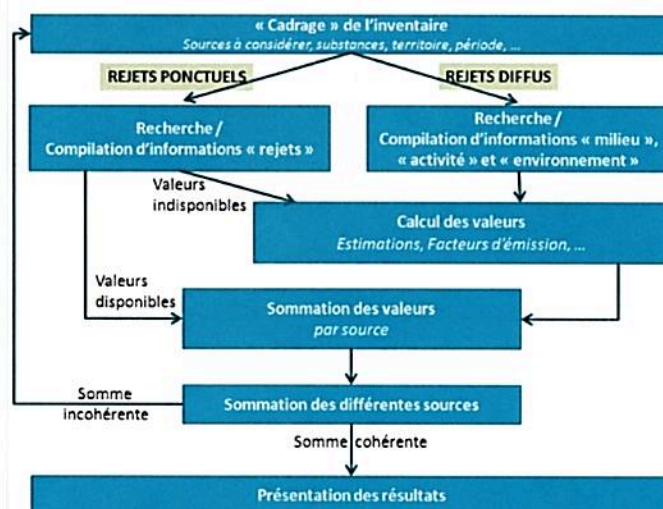 « Cadrage » de l'inventaire
Sources à considérer, substances, territoire, période, ...
REJETS PONCTUELS
REJETS DIFFUS
Recherche /
Compilation d'informations « rejets »
Recherche /
Compilation d'informations « milieu »,
« activité » et « environnement »
Valeurs
indisponibles
Calcul des valeurs
Estimations, Facteurs d'émission, ...
Valeurs
disponibles
Sommation des valeurs
par source
Somme
incohérente
Sommation des différentes sources
Somme cohérente
Présentation des résultats